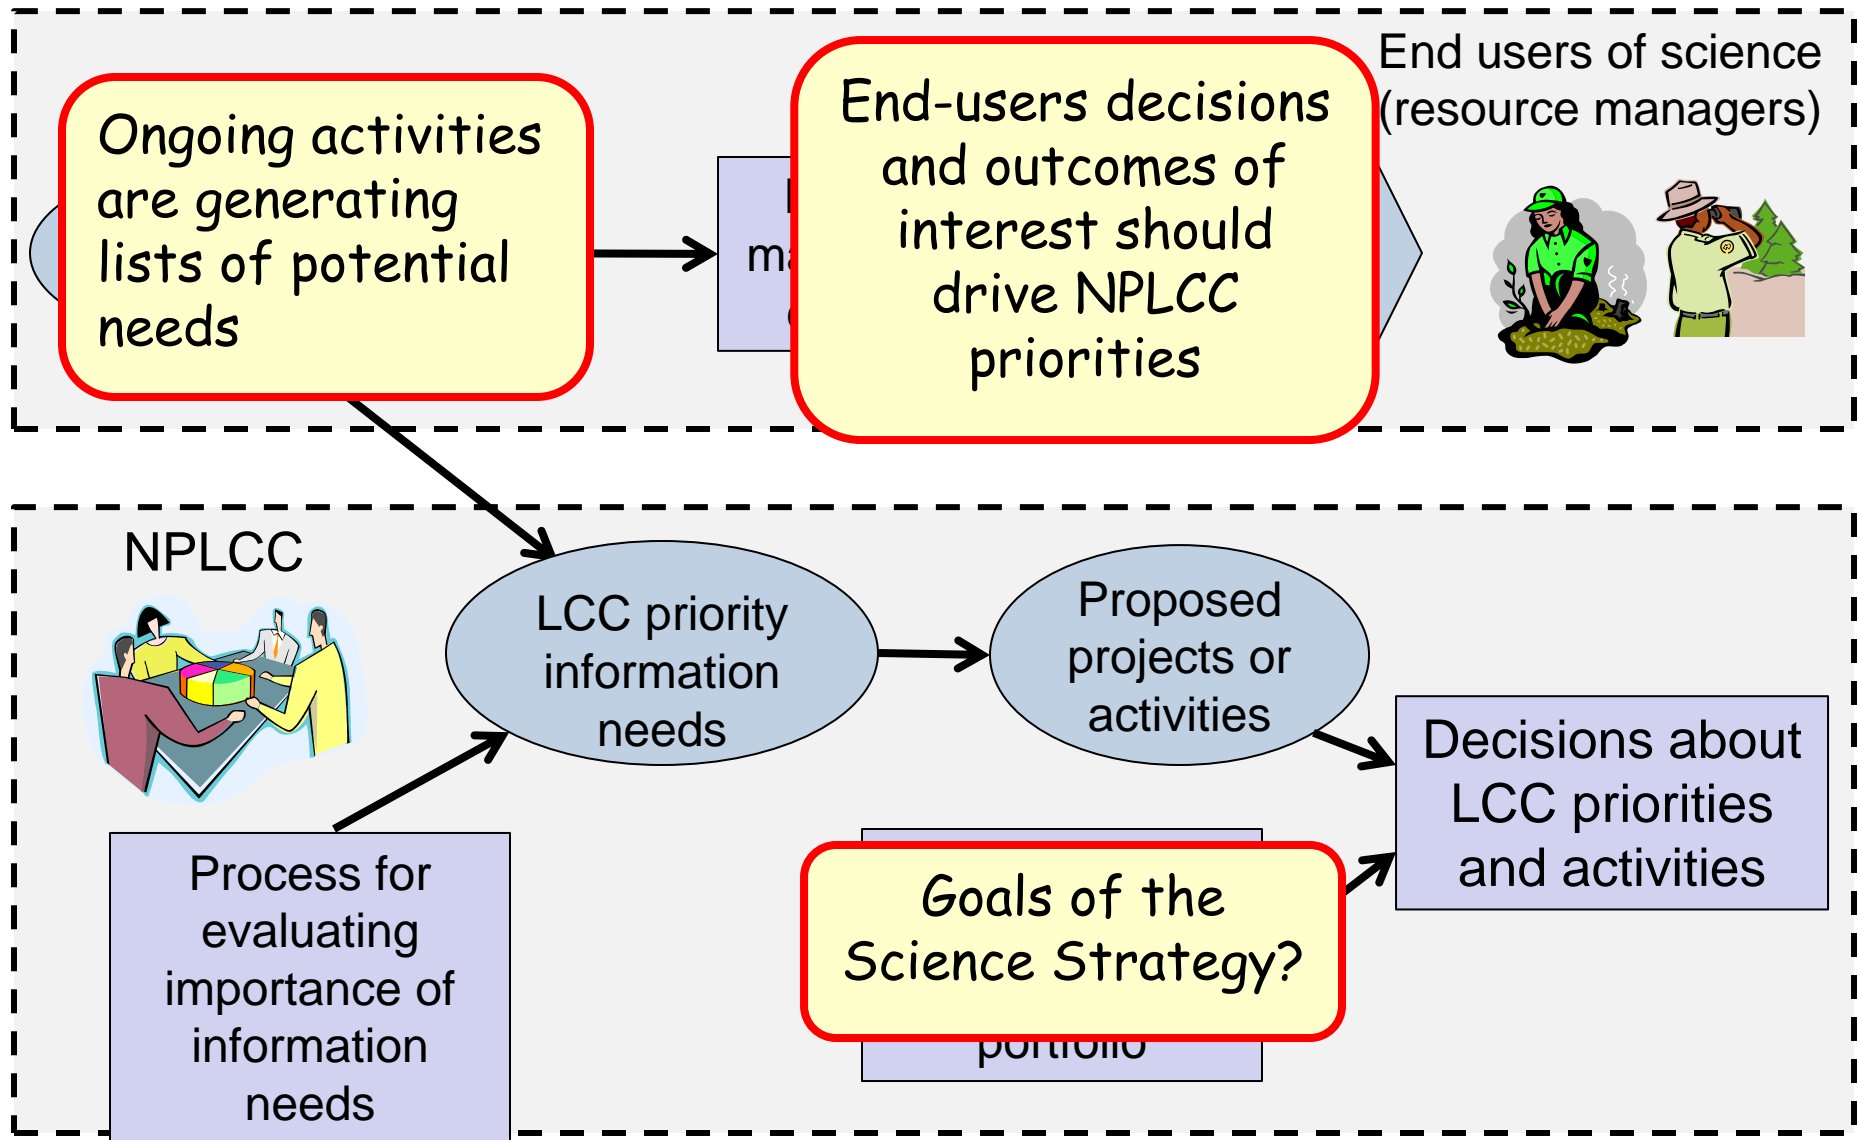 End users of science
(resource managers)
Ongoing activities
are generating
lists of potential
needs
End-users decisions
and outcomes of
interest should
drive NPLCC
priorities
NPLCC
LCC priority
information
needs
Proposed
projects or
activities
Decisions about
LCC priorities
and activities
Process for
evaluating
importance of
information
needs
Goals of the
Science Strategy?
portfolio